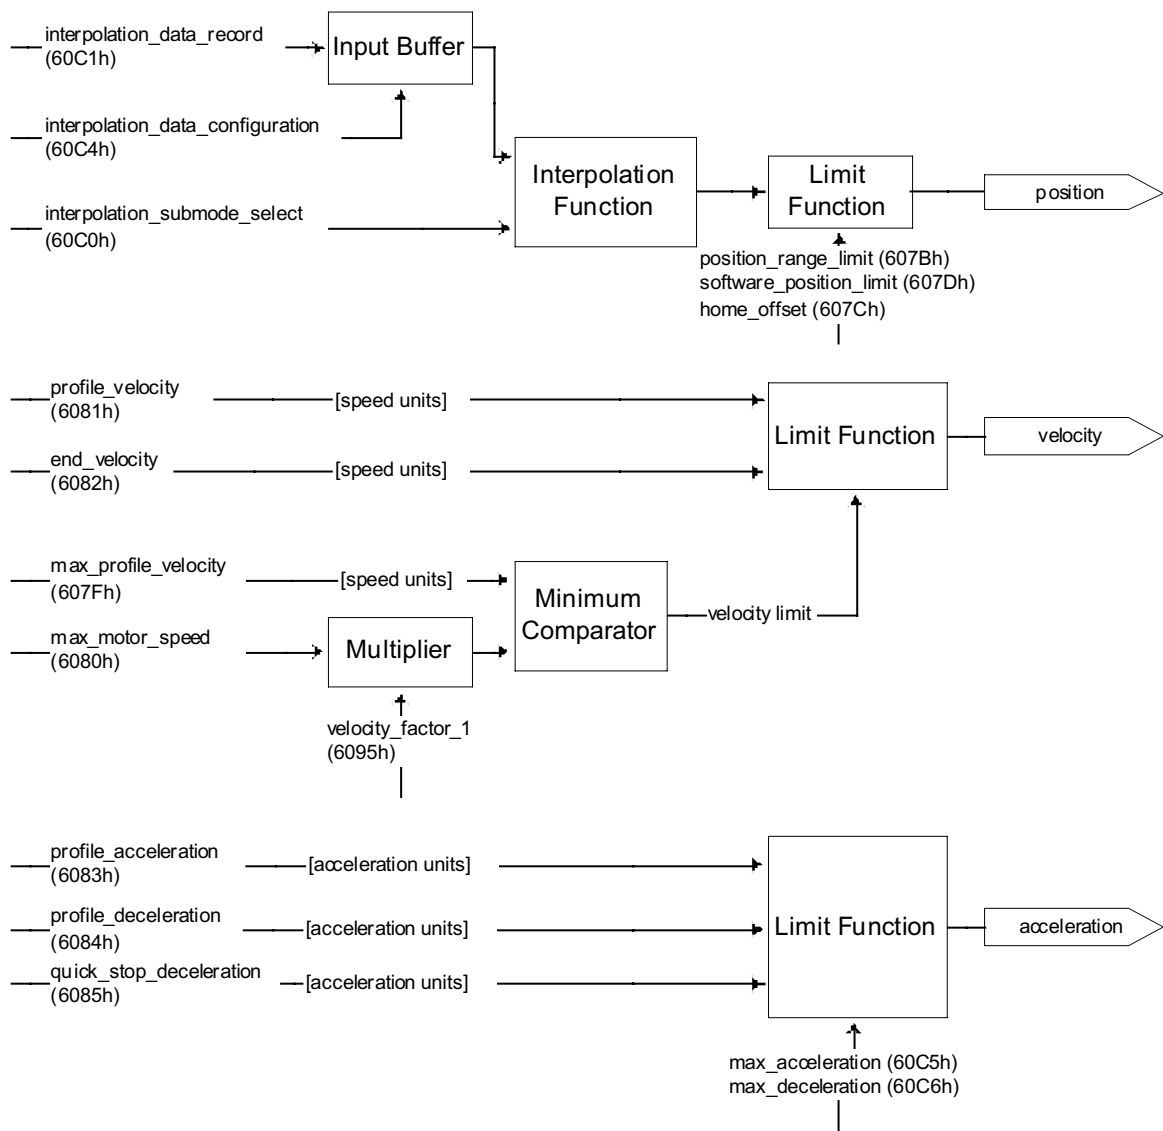 interpolation_data_record
(60C1h)
Input Buffer
interpolation_data_configuration
(60C4h)
interpolation_submode_select
(60C0h)
Interpolation
Function
Limit
Function
position
position_range_limit (607Bh)
software_position_limit (607Dh)
home_offset (607Ch)
profile_velocity
(6081h)
[speed units]
end_velocity
(6082h)
[speed units]
Limit Function
velocity
max_profile_velocity
(607Fh)
[speed units]
max_motor_speed
(6080h)
Multiplier
Minimum
Comparator
velocity limit
velocity_factor_1
(6095h)
profile_acceleration
(6083h)
[acceleration units]
profile_deceleration
(6084h)
[acceleration units]
quick_stop_deceleration
(6085h)
[acceleration units]
Limit Function
acceleration
max_acceleration (60C5h)
max_deceleration (60C6h)